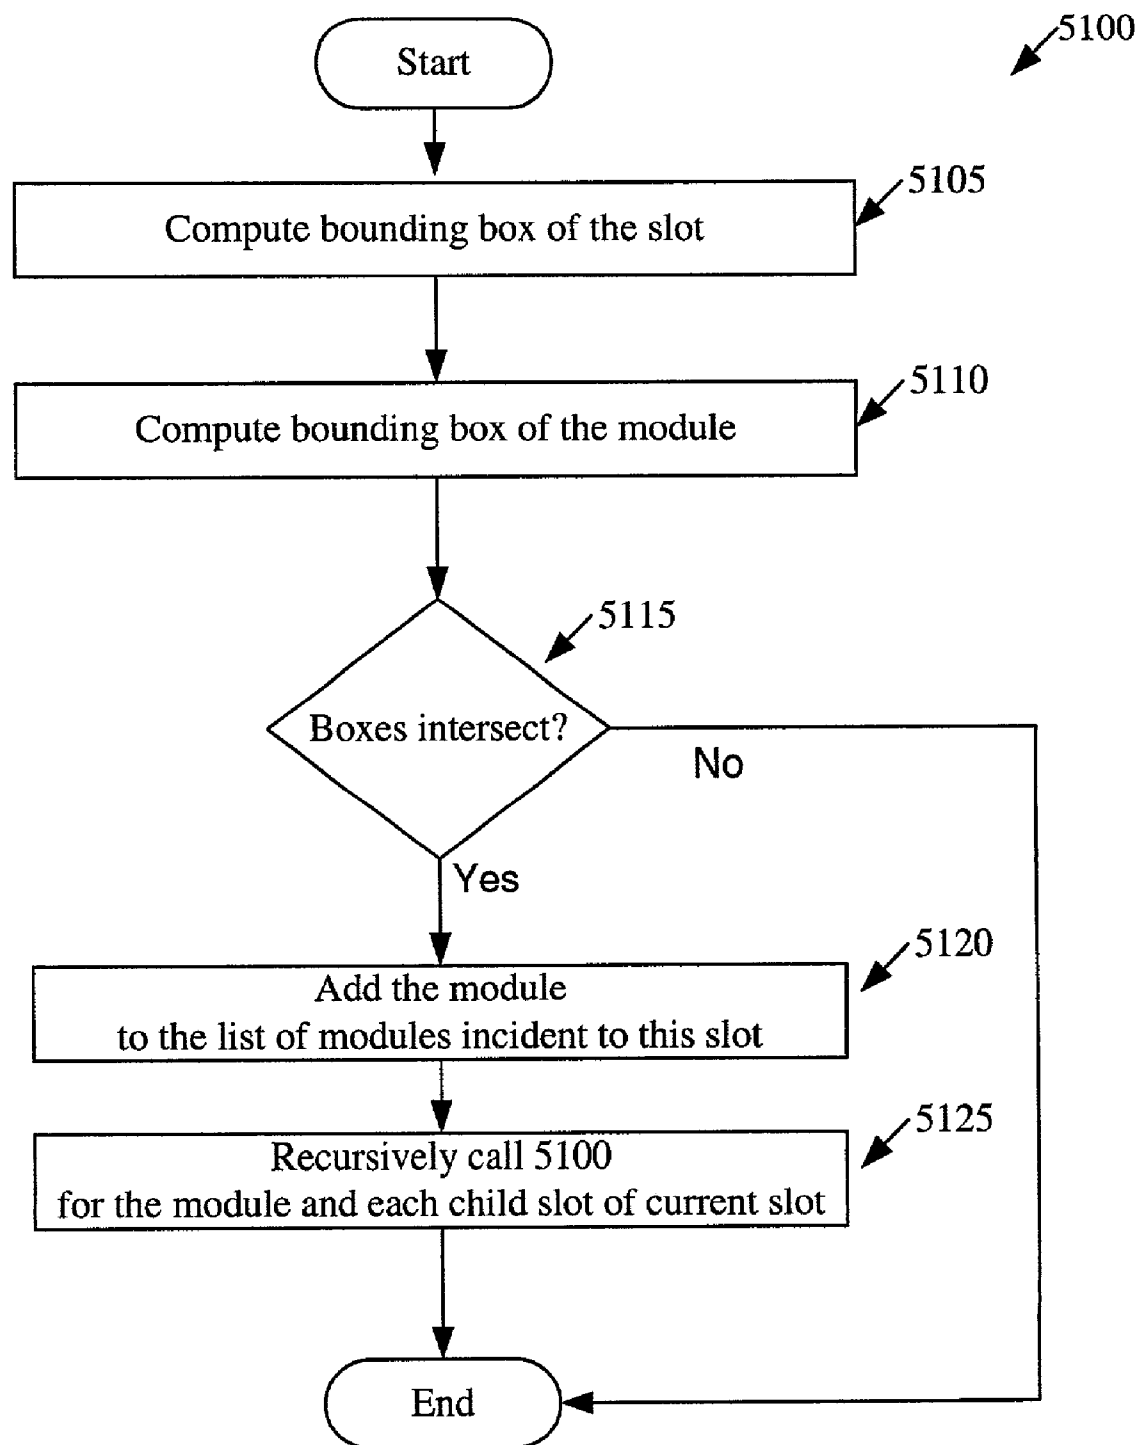 5100
Start
5105
Compute bounding box of the slot
5110
Compute bounding box of the module
5115
Boxes intersect?
No
Yes
5120
Add the module
to the list of modules incident to this slot
5125
Recursively call 5100
for the module and each child slot of current slot
End